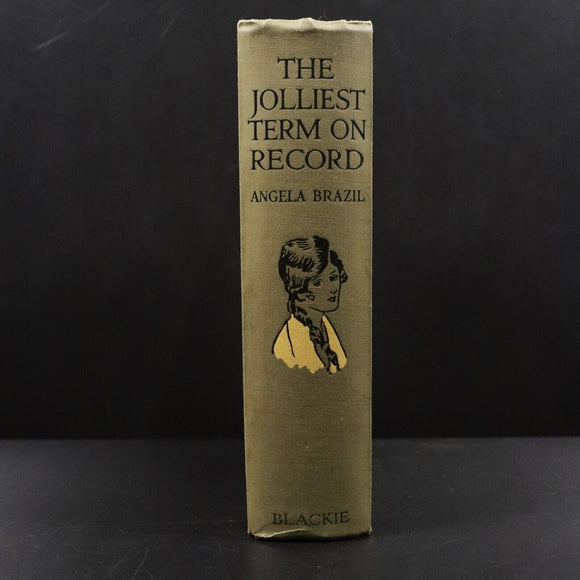 THE
JOLLIEST
TERM ON
RECORD
ANGELA BRAZIL
BLACKIE